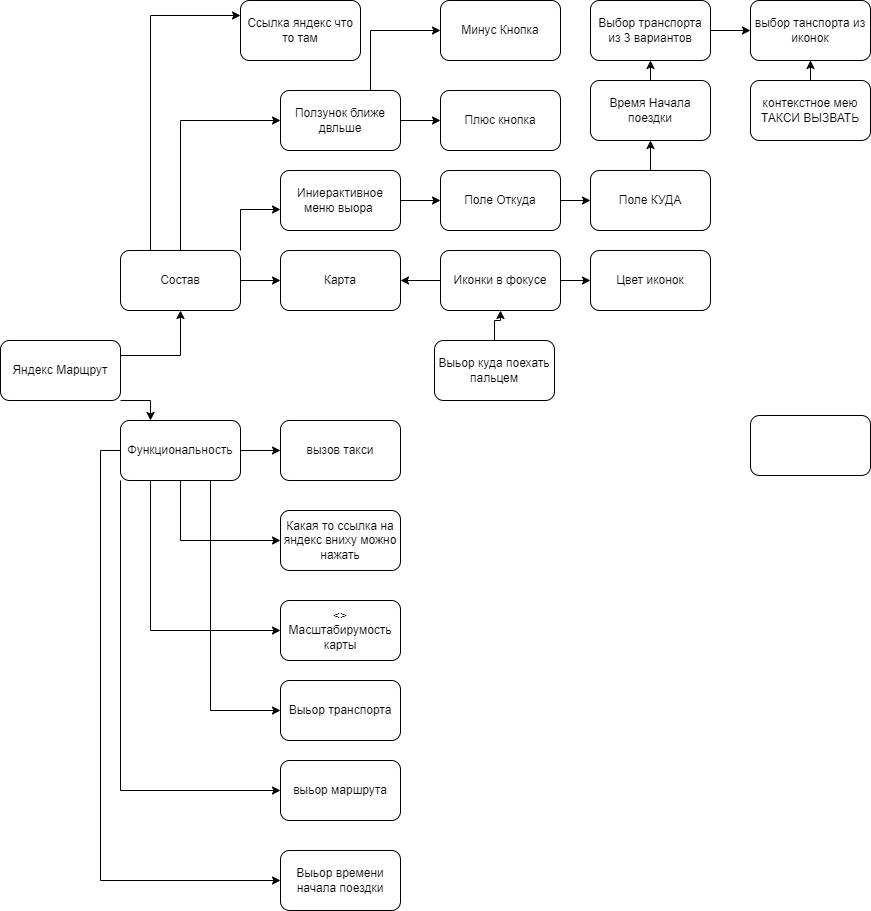 Ссылка яндекс что
то там
Минус Кнопка
Выбор транспорта
из 3 вариантов
выбор танспорта из
иконок
Ползунок ближе
двльше
Плюс кнопка
Время Начала
поездки
контекстное мею
ТАКСИ ВЫЗВАТЬ
Иниерактивное
меню выора
Поле Откуда
Поле КУДА
Состав
Карта
Иконки в фокусе
Цвет иконок
Яндекс Марщрут
Выьор куда поехать
пальцем
Функциональность
вызов такси
Какая то ссылка на
яндекс вниху можно
нажать
<>
Масштабирумость
карты
Выьор транспорта
выьор маршрута
Выьор времени
начала поездки